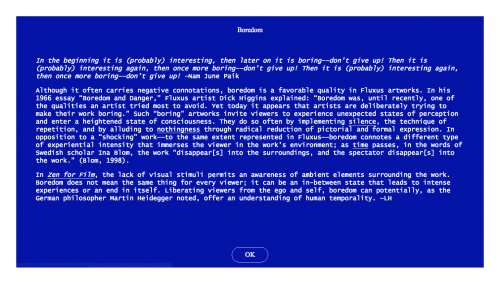 Boredom
In the beginning it is (probably) interesting, then later on it is boring--don't give up! Then it is
(probably) interesting again, then once more boring--don't give up! Then it is (probably) interesting again,
then once more boring--don't give up! —Nam June Paik
Although it often carries negative connotations, boredom is a favorable quality in Fluxus artworks. In his
1966 essay "Boredom and Danger," Fluxus artist Dick Higgins explained: "Boredom was, until recently, one of
the qualities an artist tried most to avoid. Yet today it appears that artists are deliberately trying to
make their work boring." Such "boring" artworks invite viewers to experience unexpected states of perception
and enter a heightened state of consciousness. They do so often by implementing silence, the technique of
repetition, and by alluding to nothingness through radical reduction of pictorial and formal expression. In
opposition to a "shocking" work—to the same extent represented in Fluxus—boredom connotes a different type
of experiential intensity that immerses the viewer in the work's environment; as time passes, in the words of
Swedish scholar Ina Blom, the work "disappear[s] into the surroundings, and the spectator disappear[s] into
the work." (Blom, 1998).
In Zen for Film, the lack of visual stimuli permits an awareness of ambient elements surrounding the work.
Boredom does not mean the same thing for every viewer; it can be an in-between state that leads to intense
experiences or an end in itself. Liberating viewers from the ego and self, boredom can potentially, as the
German philosopher Martin Heidegger noted, offer an understanding of human temporality. —LH
OK